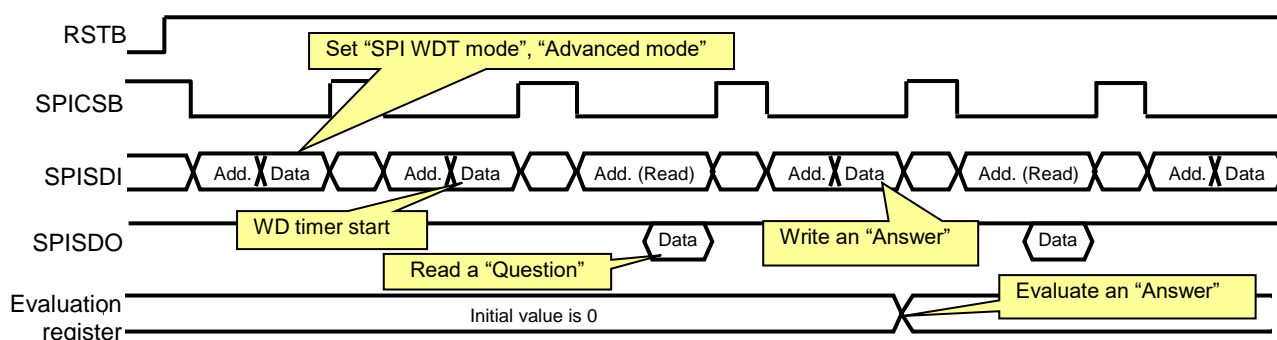 RSTB
Set “SPI WDT mode”, “Advanced mode”
SPICSB
SPISDI
Add. Data Add. Data Add. (Read) Add. Data Add. (Read) Add. Data
WD timer start
Write an “Answer”
SPISDO
Data Data
Read a “Question”
Evaluate an “Answer”
Evaluation
register
Initial value is 0